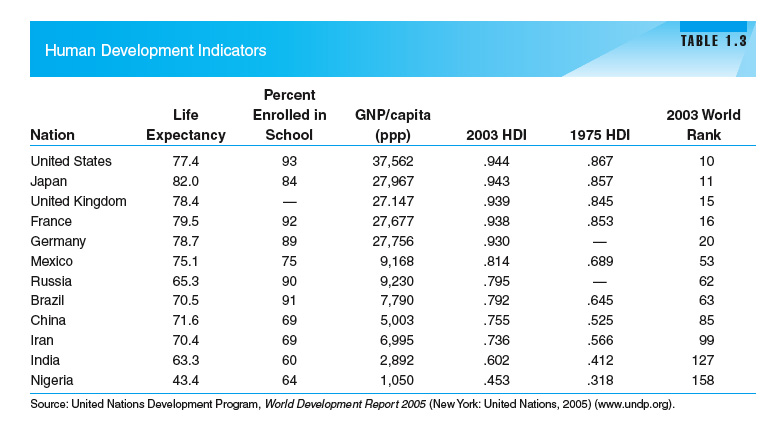 TABLE 1.3
Human Development Indicators
Percent
Life Enrolled in GNP/capita 2003 World
Nation Expectancy School (ppp) 2003 HDI 1975 HDI Rank
United States 77.4 93 37,562 .944 .867 10
Japan 82.0 84 27,967 .943 .857 11
United Kingdom 78.4 — 27.147 .939 .845 15
France 79.5 92 27,677 .938 .853 16
Germany 78.7 89 27,756 .930 — 20
Mexico 75.1 75 9,168 .814 .689 53
Russia 65.3 90 9,230 .795 — 62
Brazil 70.5 91 7,790 .792 .645 63
China 71.6 69 5,003 .755 .525 85
Iran 70.4 69 6,995 .736 .566 99
India 63.3 60 2,892 .602 .412 127
Nigeria 43.4 64 1,050 .453 .318 158
Source: United Nations Development Program, World Development Report 2005 (New York: United Nations, 2005) (www.undp.org).